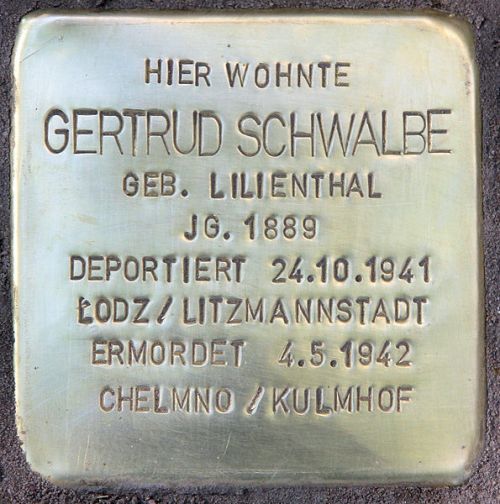 HIER WOHNTE
GERTRUD SCHWALBE
GEB. LILIENTHAL
JG. 1889
DEPORTIERT 24.10.1941
ŁODZ / LITZMANNSTADT
ERMORDET 4.5.1942
CHELMNO / KULMHOF